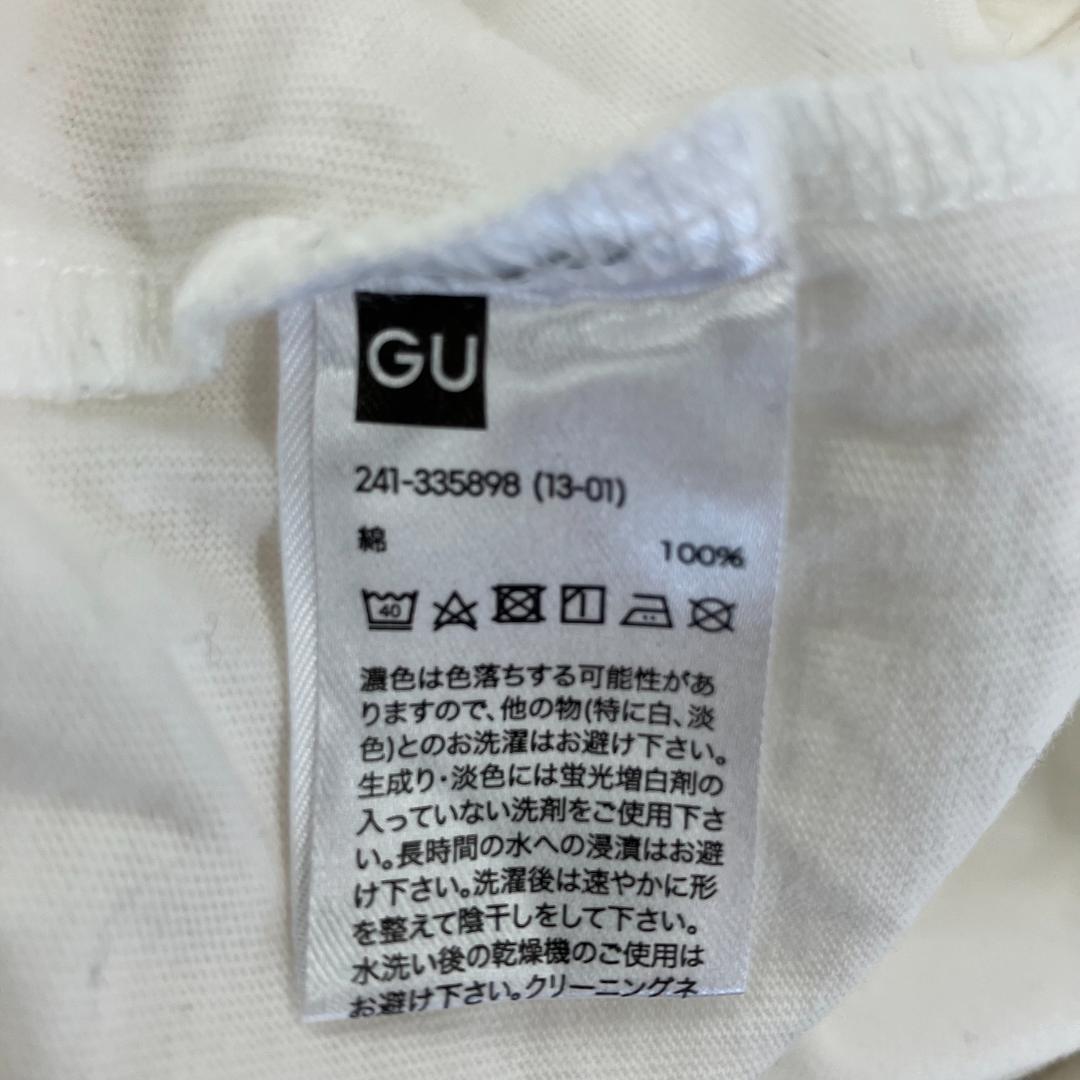 GU
241-335898 (13-01)
綿 100%
40
濃色は色落ちする可能性があ
りますので、他の物(特に白、淡
色)とのお洗濯はお避け下さい。
生成り・淡色には蛍光増白剤の
入っていない洗剤をご使用下さ
い。長時間の水への浸漬はお避
け下さい。洗濯後は速やかに形
を整えて陰干しをして下さい。
水洗い後の乾燥機のご使用は
お避け下さい。クリーニングネ